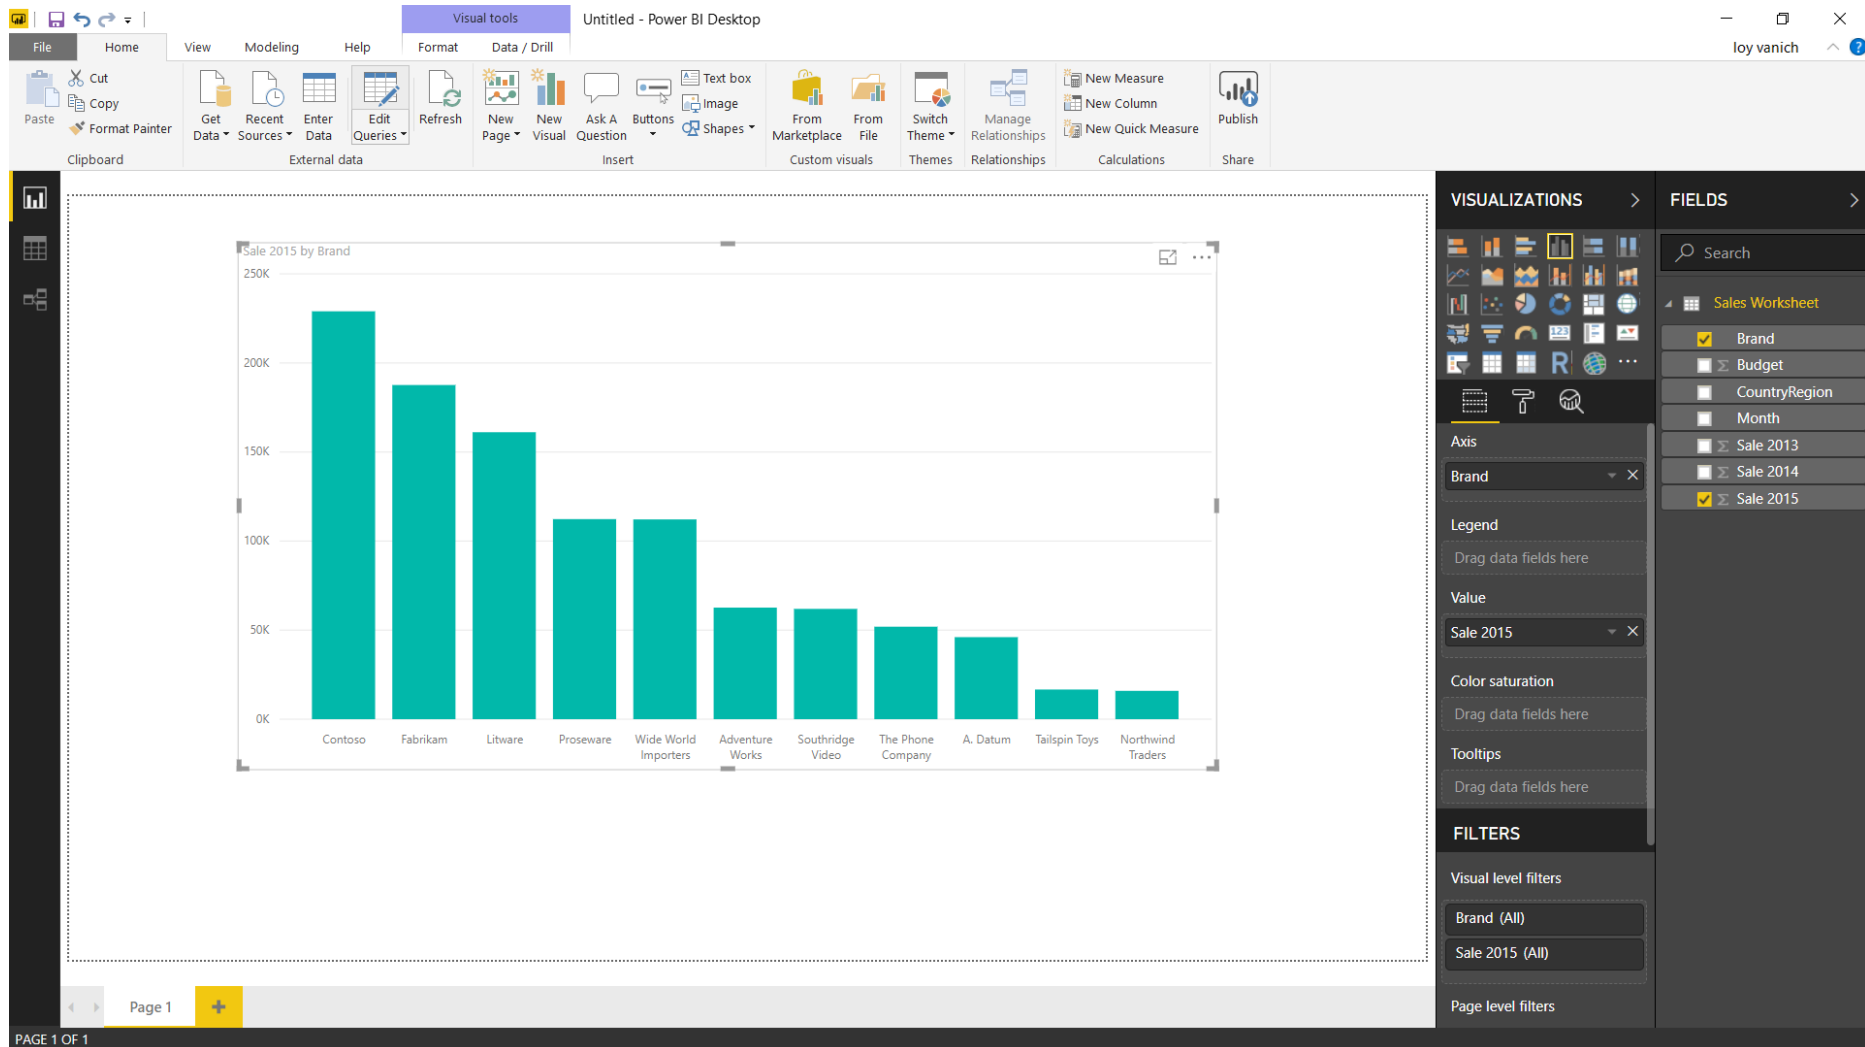 Visual tools
Untitled - Power BI Desktop
File
Home
View
Modeling
Help
Format
Data / Drill
loy vanich
?
Paste
Cut
Copy
Format Painter
Clipboard
Get
Data
Recent
Sources
Enter
Data
Edit
Queries
Refresh
External data
New
Page
New
Visual
Ask A
Question
Buttons
Text box
Image
Shapes
Insert
From
Marketplace
From
File
Custom visuals
Switch
Theme
Themes
Manage
Relationships
Relationships
New Measure
New Column
New Quick Measure
Calculations
Publish
Share
Sale 2015 by Brand
250K
200K
150K
100K
50K
0K
Contoso
Fabrikam
Litware
Proseware
Wide World
Importers
Adventure
Works
Southridge
Video
The Phone
Company
A. Datum
Tailspin Toys
Northwind
Traders
VISUALIZATIONS
123
R
Axis
Brand
Legend
Drag data fields here
Value
Sale 2015
Color saturation
Drag data fields here
Tooltips
Drag data fields here
FILTERS
Visual level filters
Brand (All)
Sale 2015 (All)
Page level filters
FIELDS
Search
Sales Worksheet
Brand
Σ Budget
CountryRegion
Month
Σ Sale 2013
Σ Sale 2014
Σ Sale 2015
Page 1
PAGE 1 OF 1